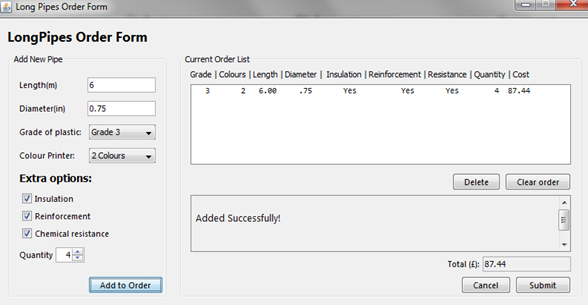 Long Pipes Order Form
LongPipes Order Form
Add New Pipe
Length(m) 6
Diameter(in) 0.75
Grade of plastic: Grade 3
Colour Printer: 2 Colours
Extra options:
Insulation
Reinforcement
Chemical resistance
Quantity 4
Add to Order
Current Order List
Grade | Colours | Length | Diameter | Insulation | Reinforcement | Resistance | Quantity | Cost
3 2 6.00 .75 Yes Yes Yes 4 87.44
Delete Clear order
Added Successfully!
Total (£): 87.44
Cancel Submit